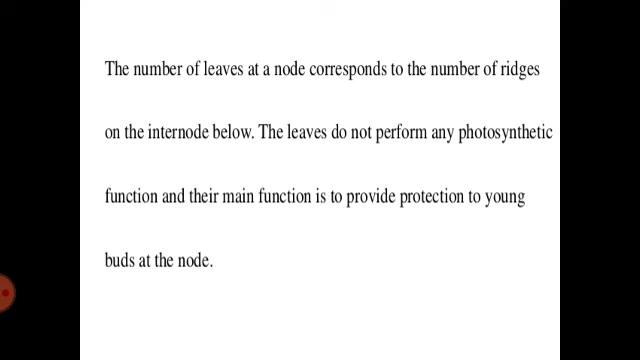 The number of leaves at a node corresponds to the number of ridges
on the internode below. The leaves do not perform any photosynthetic
function and their main function is to provide protection to young
buds at the node.